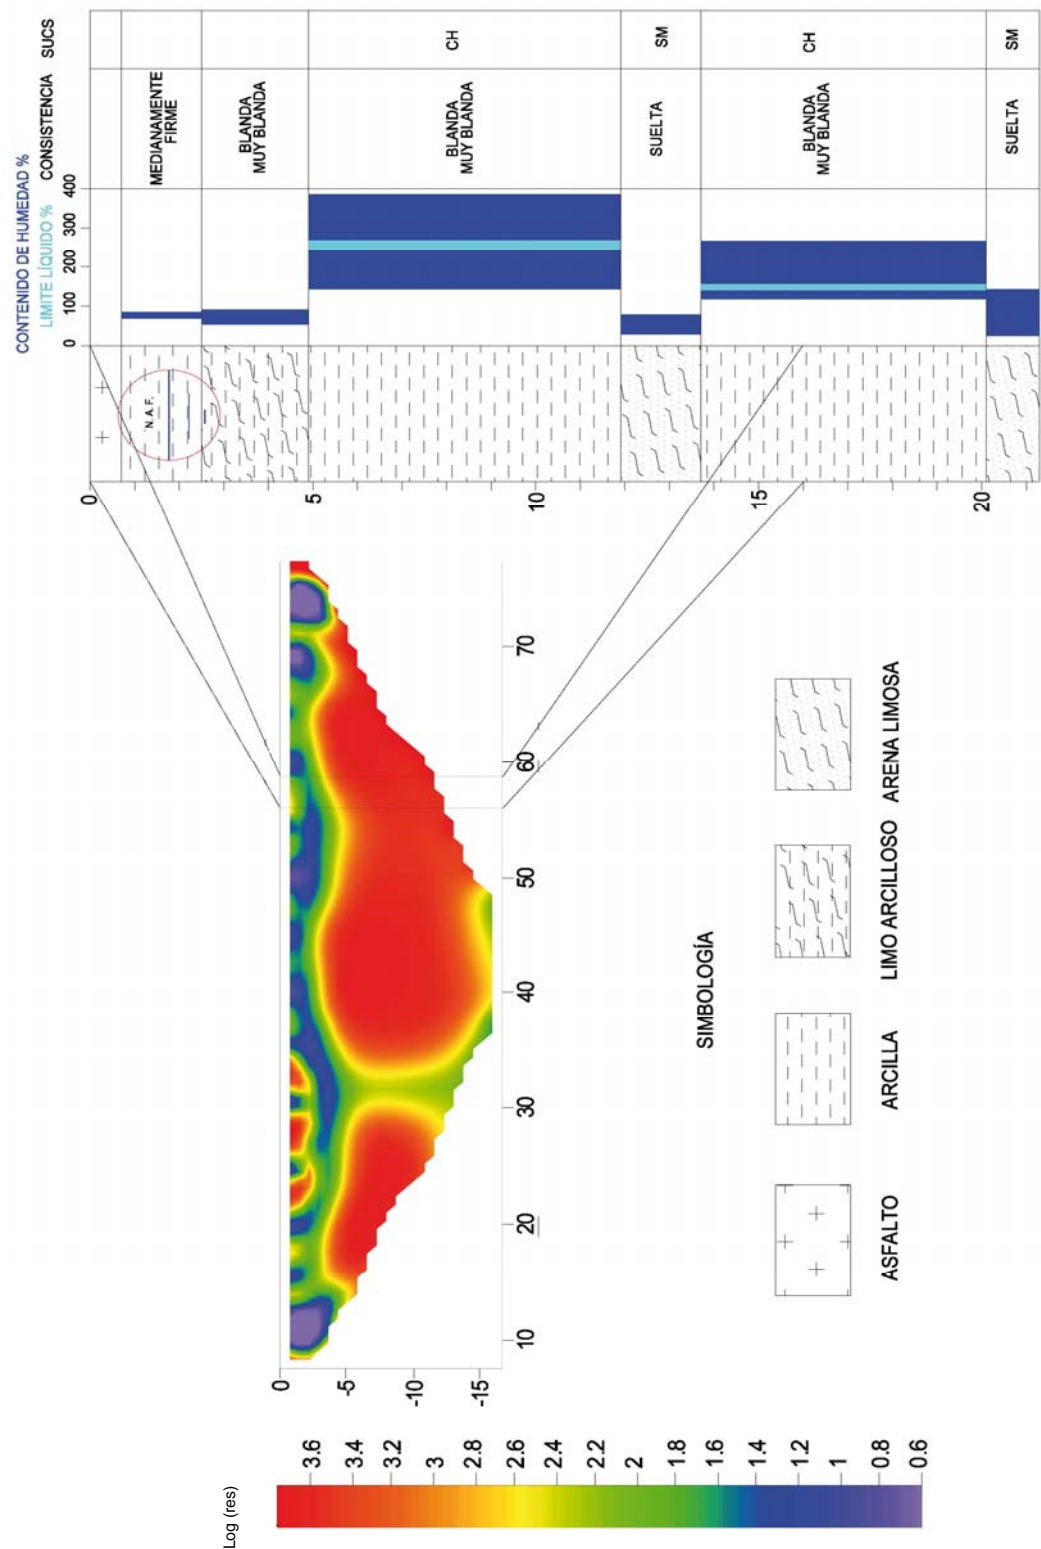 CONTENIDO DE HUMEDAD %
LIMITE LÍQUIDO %
CONSISTENCIA
SUCS
0
100
200
300
400
MEDIANAMENTE
FIRME
BLANDA
MUY BLANDA
BLANDA
MUY BLANDA
CH
SUELTA
SM
BLANDA
MUY BLANDA
CH
SUELTA
SM
N.A.F.
0
5
10
15
20
0
-5
-10
-15
10
20
30
40
50
60
70
Log (res)
3.6
3.4
3.2
3
2.8
2.6
2.4
2.2
2
1.8
1.6
1.4
1.2
1
0.8
0.6
SIMBOLOGÍA
ASFALTO
ARCILLA
LIMO ARCILLOSO
ARENA LIMOSA